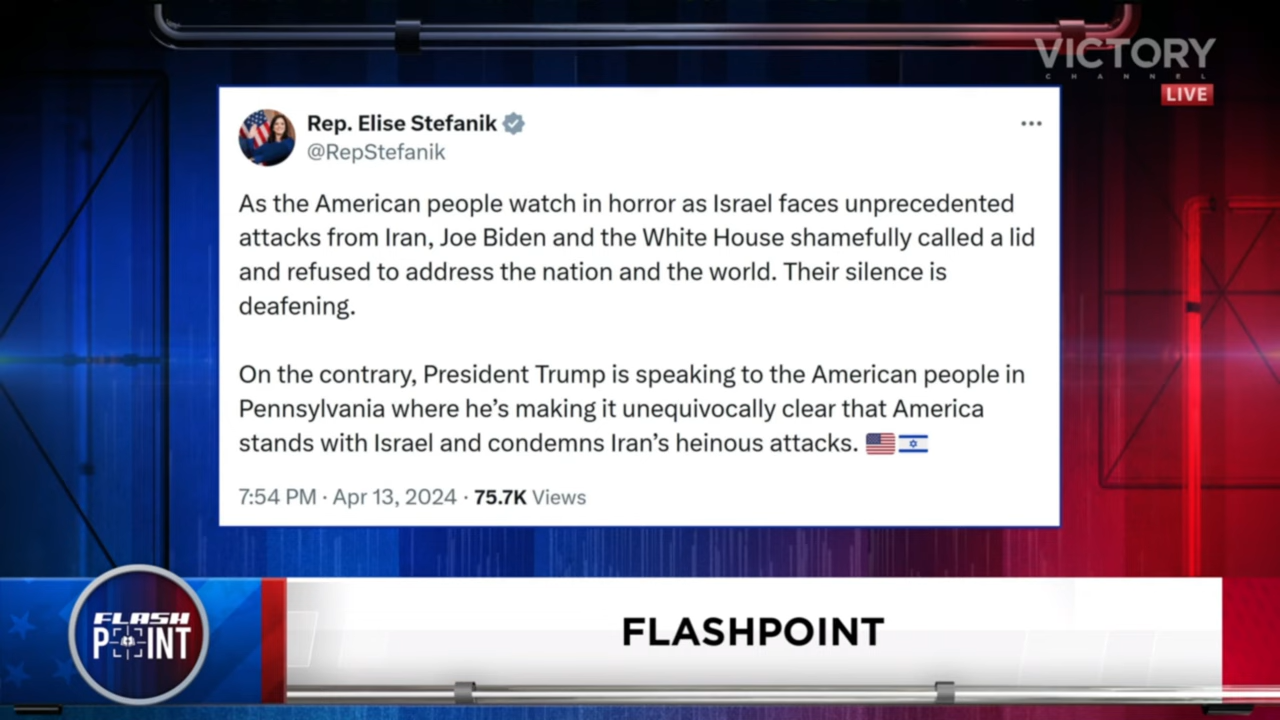 VICTORY
CHANNEL
LIVE
Rep. Elise Stefanik
@RepStefanik
As the American people watch in horror as Israel faces unprecedented
attacks from Iran, Joe Biden and the White House shamefully called a lid
and refused to address the nation and the world. Their silence is
deafening.
On the contrary, President Trump is speaking to the American people in
Pennsylvania where he’s making it unequivocally clear that America
stands with Israel and condemns Iran’s heinous attacks. 🇺🇸🇮🇱
7:54 PM · Apr 13, 2024 · 75.7K Views
FLASH
POINT
FLASHPOINT